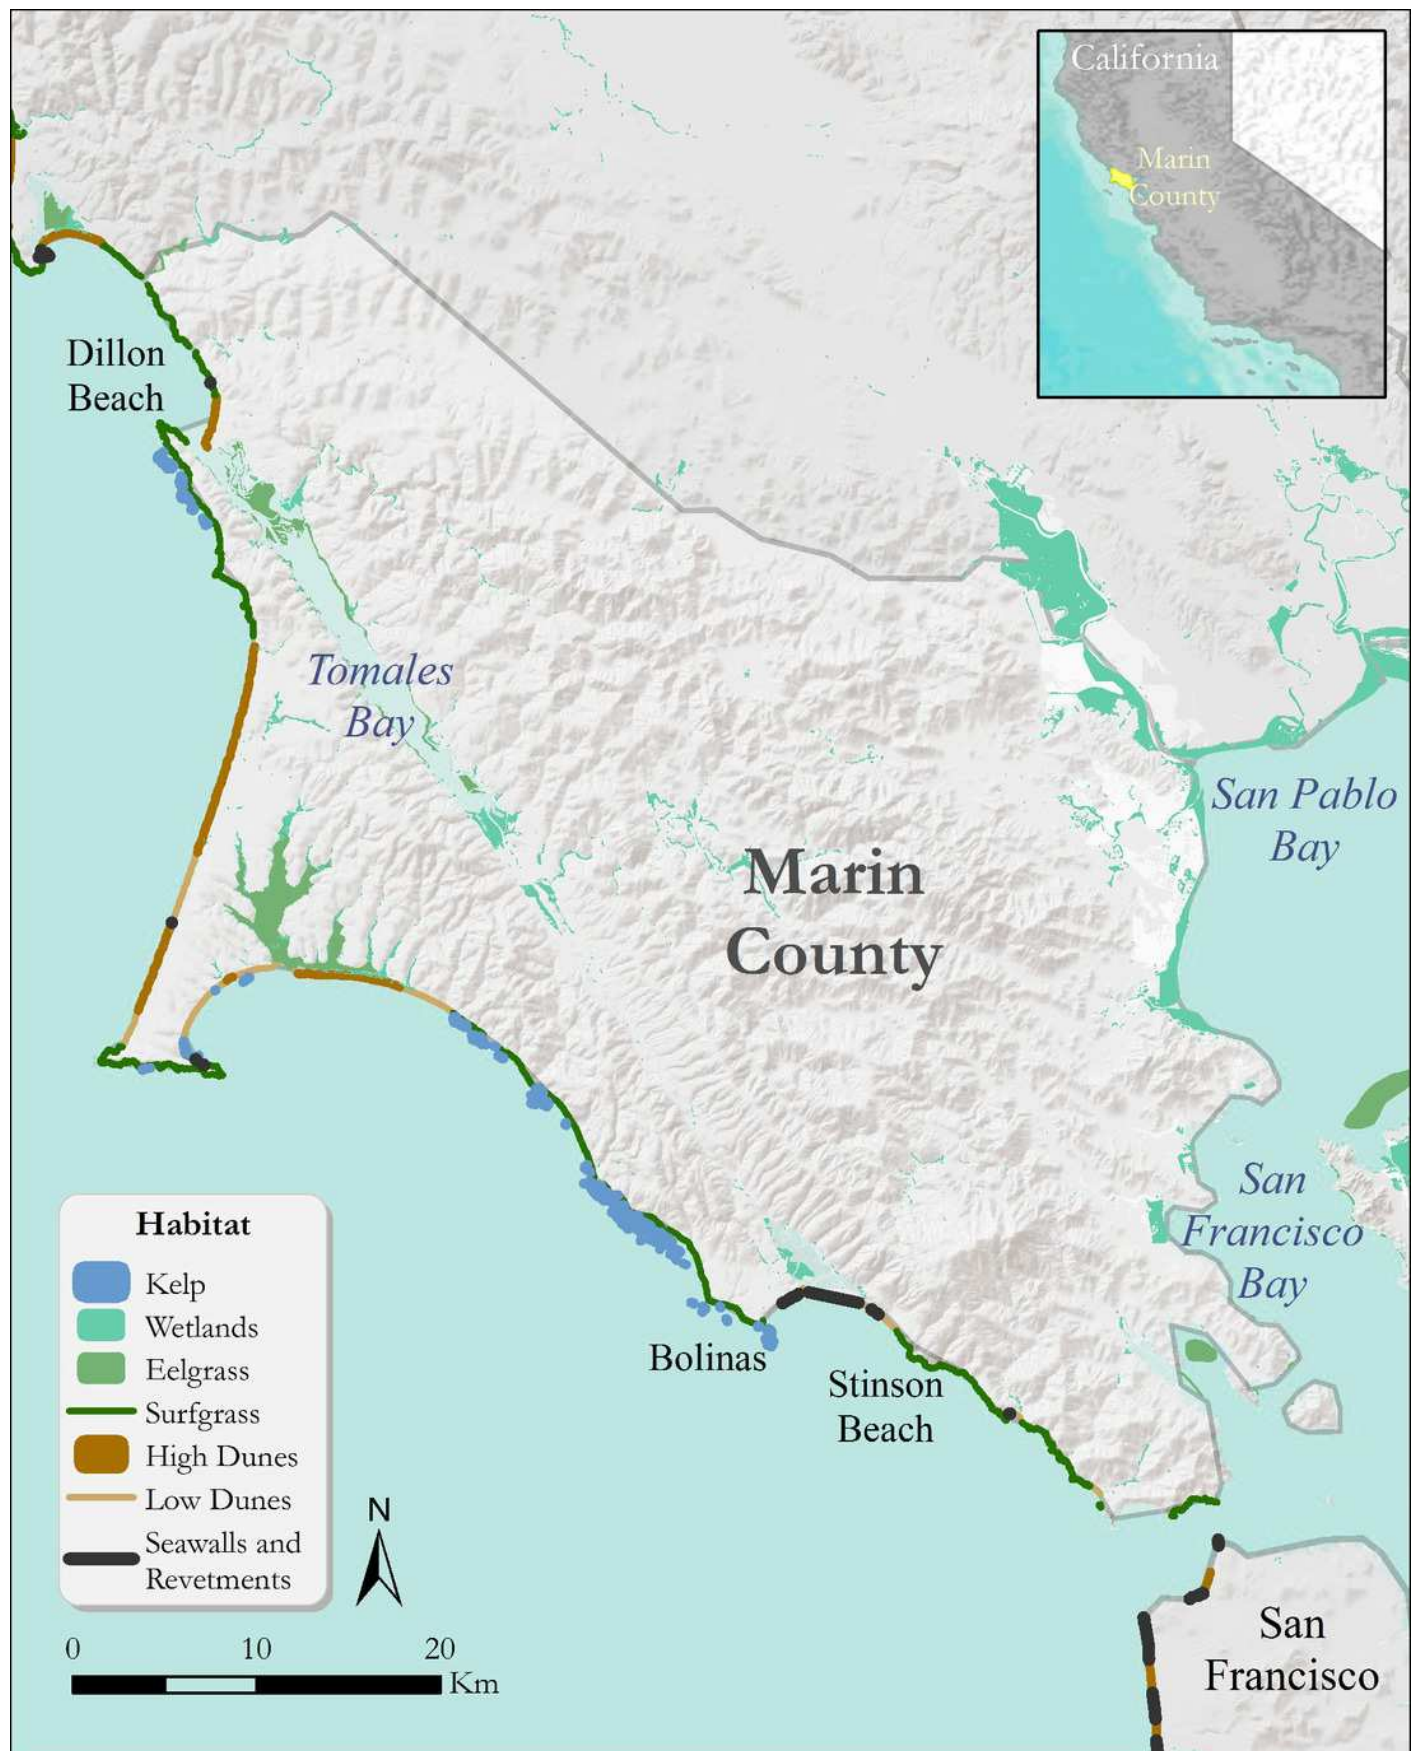 California
Marin
County
Dillon
Beach
Tomales
Bay
San Pablo
Bay
Marin
County
San
Francisco
Bay
Bolinas
Stinson
Beach
Habitat
Kelp
Wetlands
Eelgrass
Surfgrass
High Dunes
Low Dunes
Seawalls and
Revetments
N
0 10 20
Km
San
Francisco